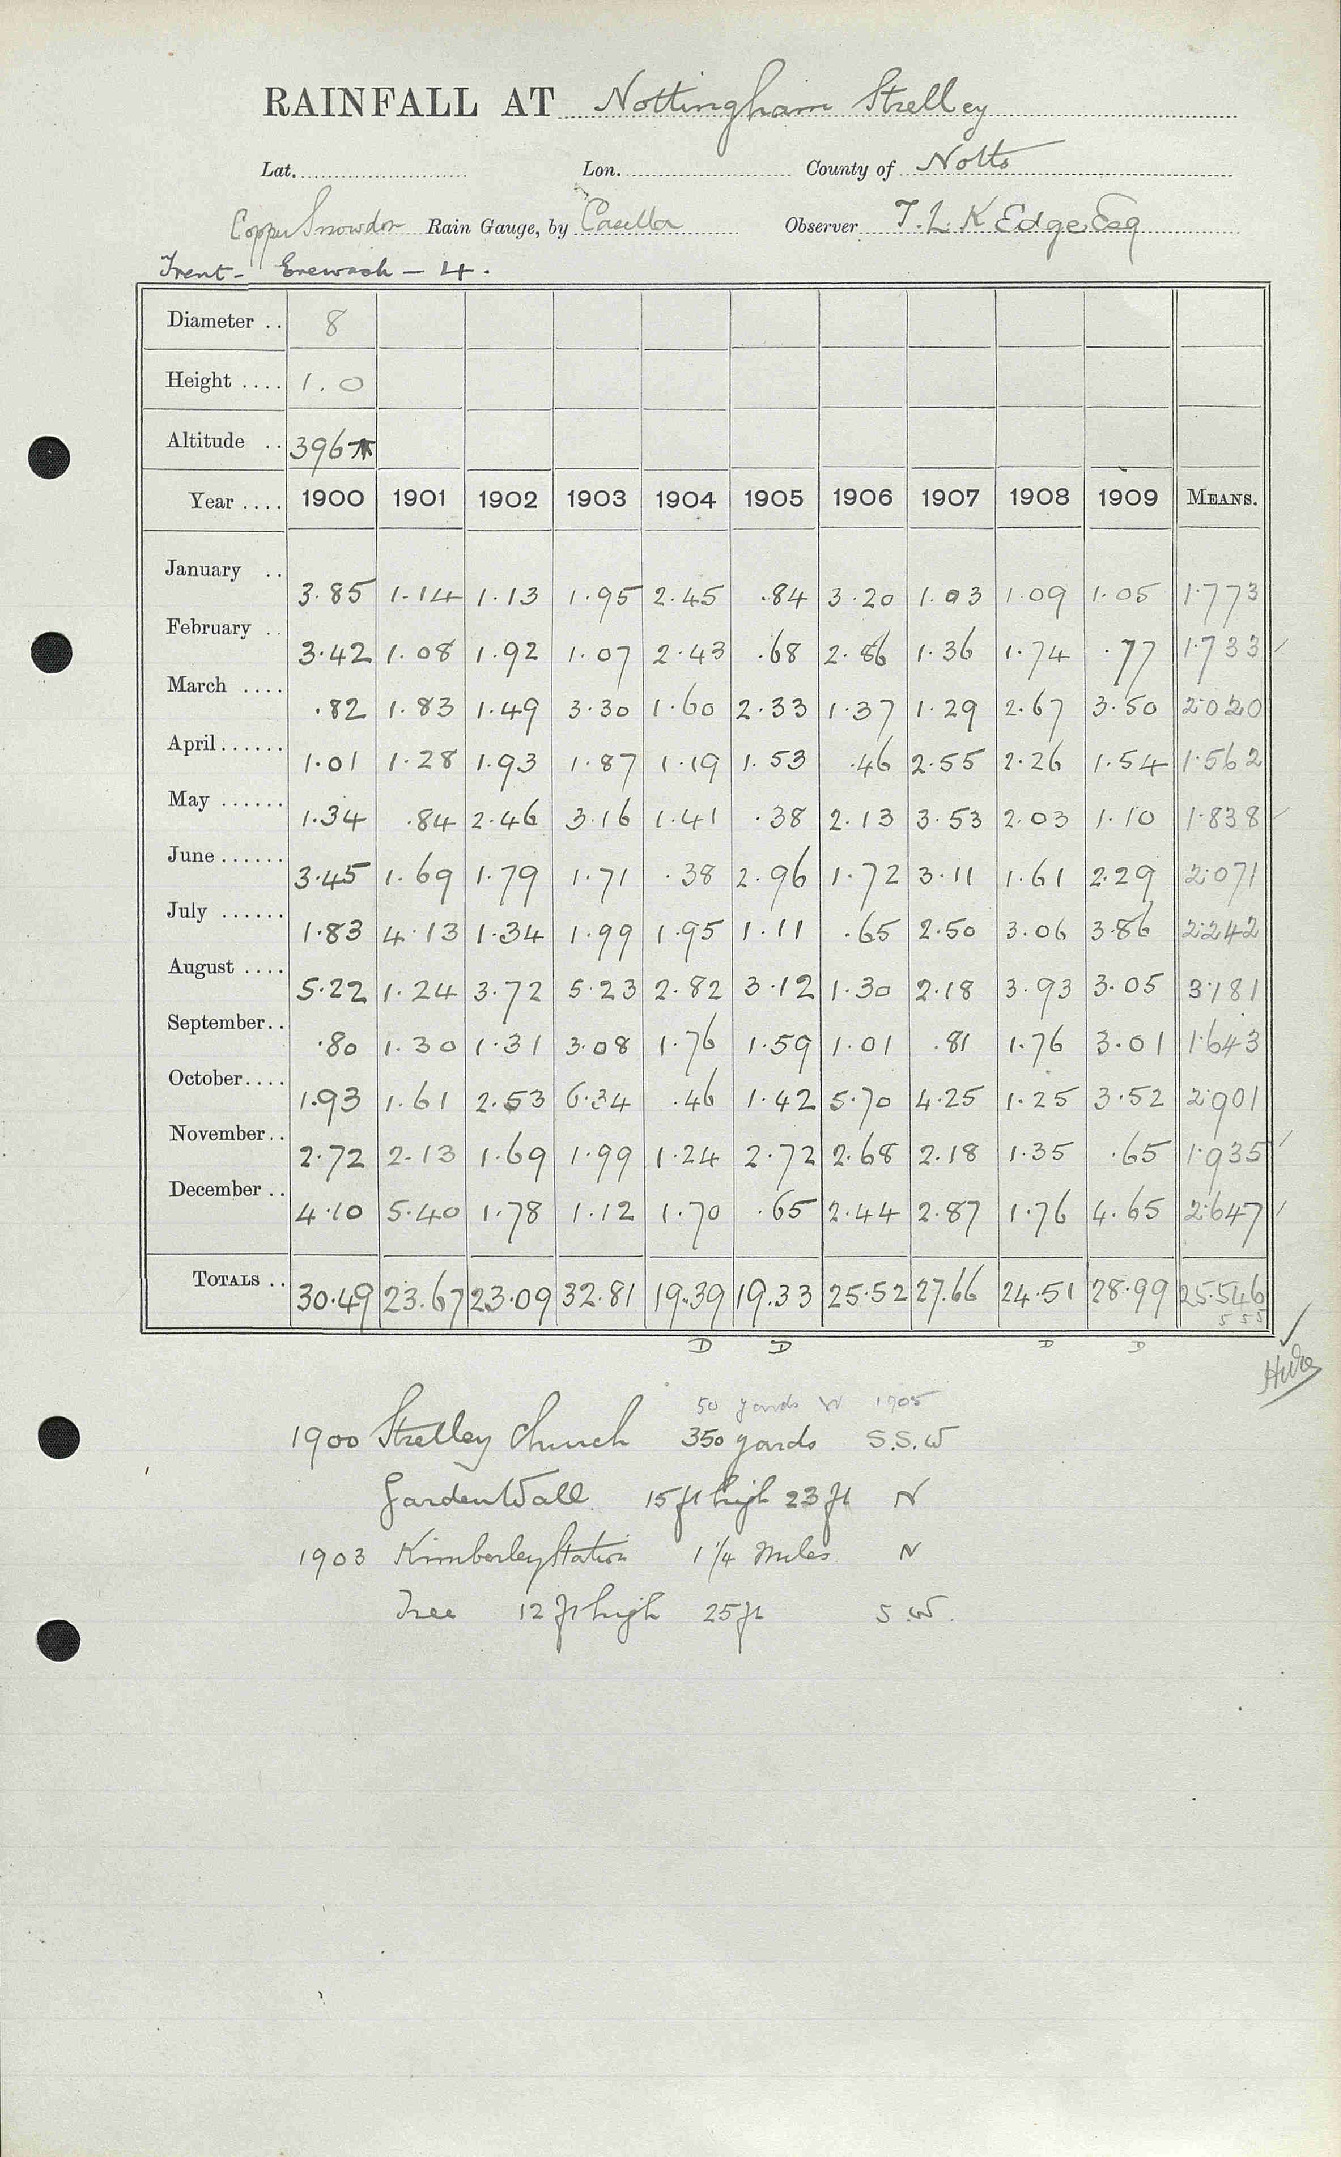 RAINFALL AT Nottingham Strelley
Lat. Lon. County of Notts
Copper Snowdon Rain Gauge, by Casella Observer T. L. K Edge Esq
Trent - Erewash - 4.
Diameter .. 8
Height .... 1.0
Altitude .. 396
Year .... 1900 1901 1902 1903 1904 1905 1906 1907 1908 1909 MEANS.
January .. 3.85 1.14 1.13 1.95 2.45 .84 3.20 1.03 1.09 1.05 1.773
February .. 3.42 1.08 1.92 1.07 2.43 .68 2.86 1.36 1.74 .77 1.733
March .... .82 1.83 1.49 3.30 1.60 2.33 1.37 1.29 2.67 3.50 2.020
April ...... 1.01 1.28 1.93 1.87 1.19 1.53 .46 2.55 2.26 1.54 1.562
May ...... 1.34 .84 2.46 3.16 1.41 .38 2.13 3.53 2.03 1.10 1.838
June ...... 3.45 1.69 1.79 1.71 .38 2.96 1.72 3.11 1.61 2.29 2.071
July ...... 1.83 4.13 1.34 1.99 1.95 1.11 .65 2.50 3.06 3.86 2.242
August .... 5.22 1.24 3.72 5.23 2.82 3.12 1.30 2.18 3.93 3.05 3.181
September .. .80 1.30 1.31 3.08 1.76 1.59 1.01 .81 1.76 3.01 1.643
October .... 1.93 1.61 2.53 6.34 .46 1.42 5.70 4.25 1.25 3.52 2.901
November .. 2.72 2.13 1.69 1.99 1.24 2.72 2.68 2.18 1.35 .65 1.935
December .. 4.10 5.40 1.78 1.12 1.70 .65 2.44 2.87 1.76 4.65 2.647
TOTALS .. 30.49 23.67 23.09 32.81 19.39 19.33 25.52 27.66 24.51 28.99 25.546
5 55
D D D D
50 yards W 1905
1900 Strelley Church 350 yards S.S.W
Garden Wall 15 ft high 23 ft N
1903 Kimberley Station 1 1/4 Miles N
Tree 12 ft high 25 ft S.W.